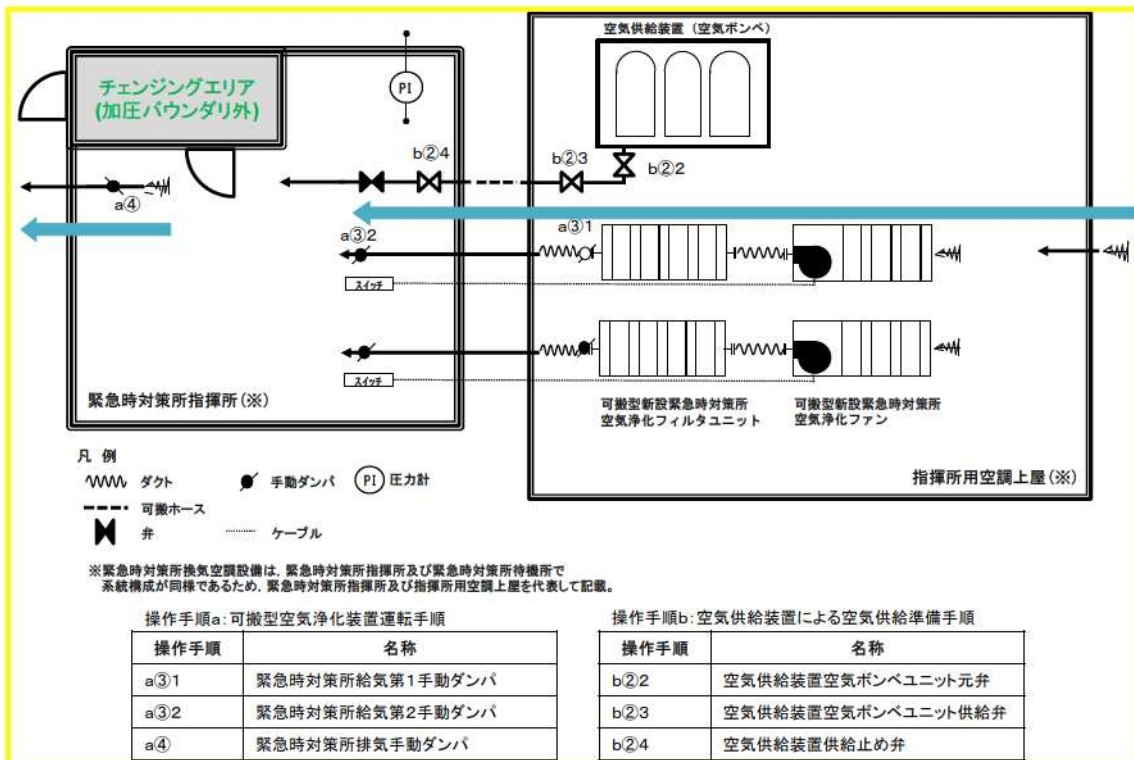 空気供給装置(空気ボンベ)
チェンジングエリア
(加圧バウンダリ外)
PI
b②4
b②3
b②2
a④
a③1
a③2
スイッチ
スイッチ
緊急時対策所指揮所(※)
可搬型新設緊急時対策所
空気浄化フィルタユニット
可搬型新設緊急時対策所
空気浄化ファン
指揮所用空調上屋(※)
凡 例
ダクト
手動ダンパ
PI 圧力計
可搬ホース
弁
ケーブル
※緊急時対策所換気空調設備は, 緊急時対策所指揮所及び緊急時対策所待機所で
系統構成が同様であるため, 緊急時対策所指揮所及び指揮所用空調上屋を代表して記載。
操作手順a:可搬型空気浄化装置運転手順
操作手順 名称
a③1 緊急時対策所給気第1手動ダンパ
a③2 緊急時対策所給気第2手動ダンパ
a④ 緊急時対策所排気手動ダンパ
操作手順b:空気供給装置による空気供給準備手順
操作手順 名称
b②2 空気供給装置空気ボンベユニット元弁
b②3 空気供給装置空気ボンベユニット供給弁
b②4 空気供給装置供給止め弁